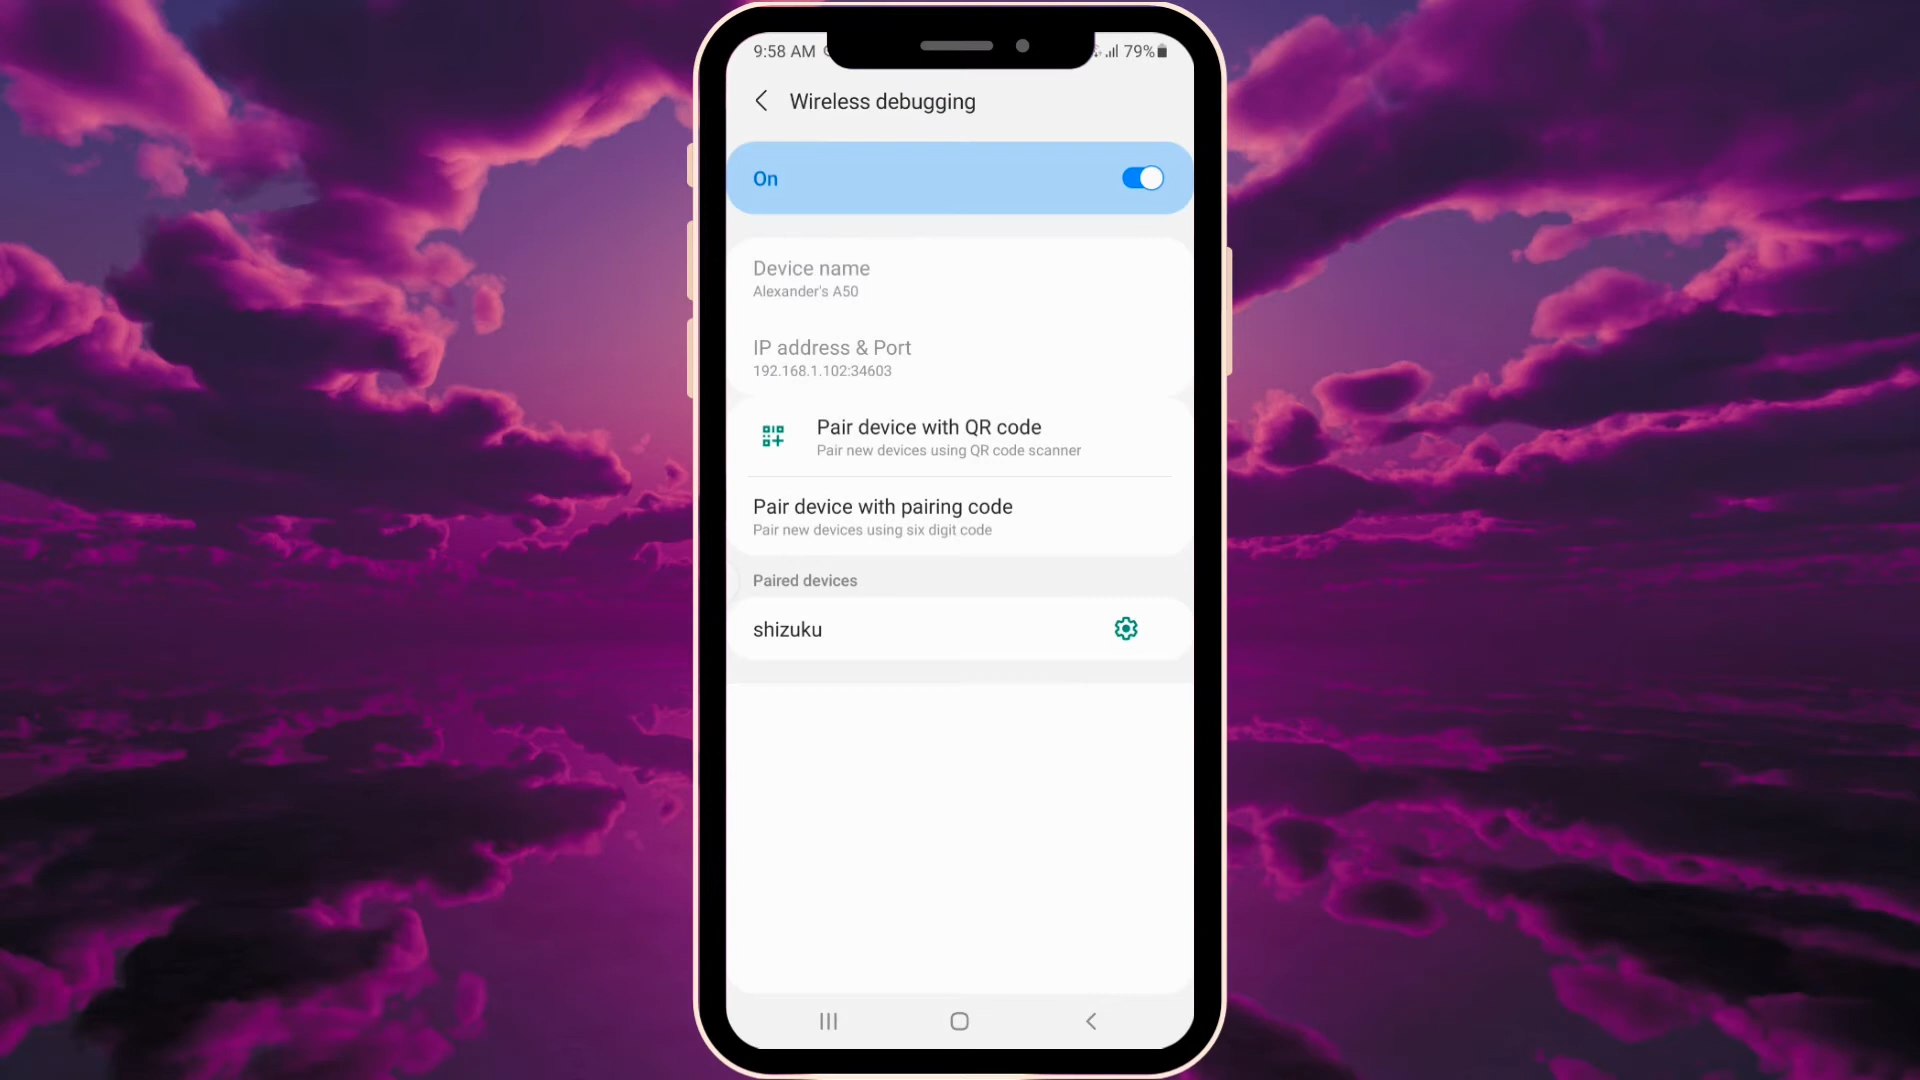 9:58 AM
79%
Wireless debugging
On
Device name
Alexander's A50
IP address & Port
192.168.1.102:34603
Pair device with QR code
Pair new devices using QR code scanner
Pair device with pairing code
Pair new devices using six digit code
Paired devices
shizuku